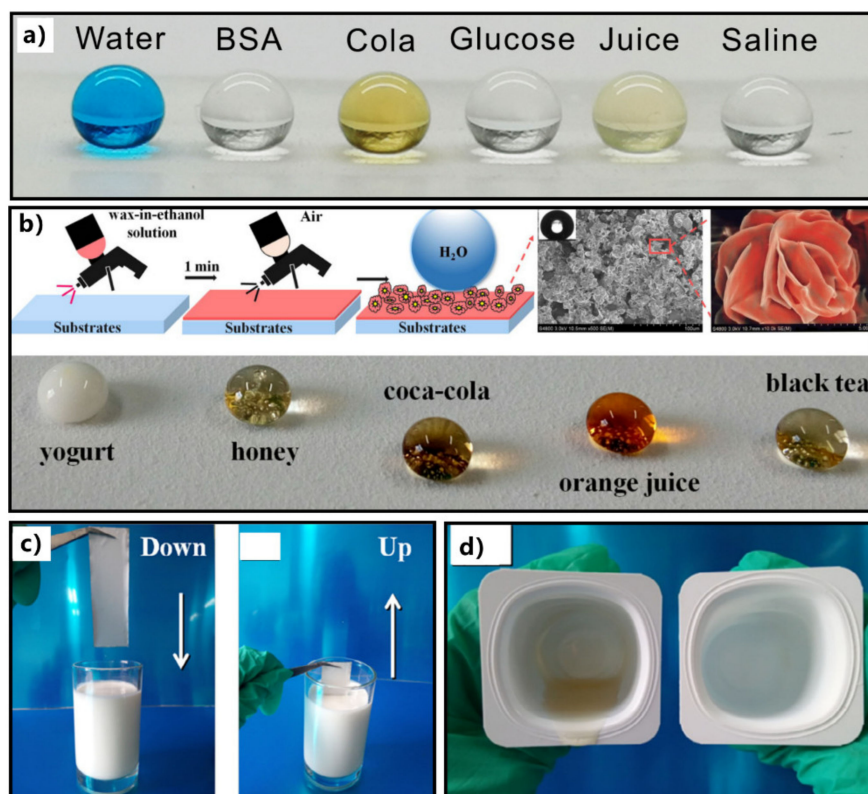 a)
Water BSA Cola Glucose Juice Saline
b)
wax-in-ethanol
solution
Air
1 min
H₂O
Substrates Substrates Substrates
yogurt
honey
coca-cola
orange juice
black tea
c)
Down
Up
d)